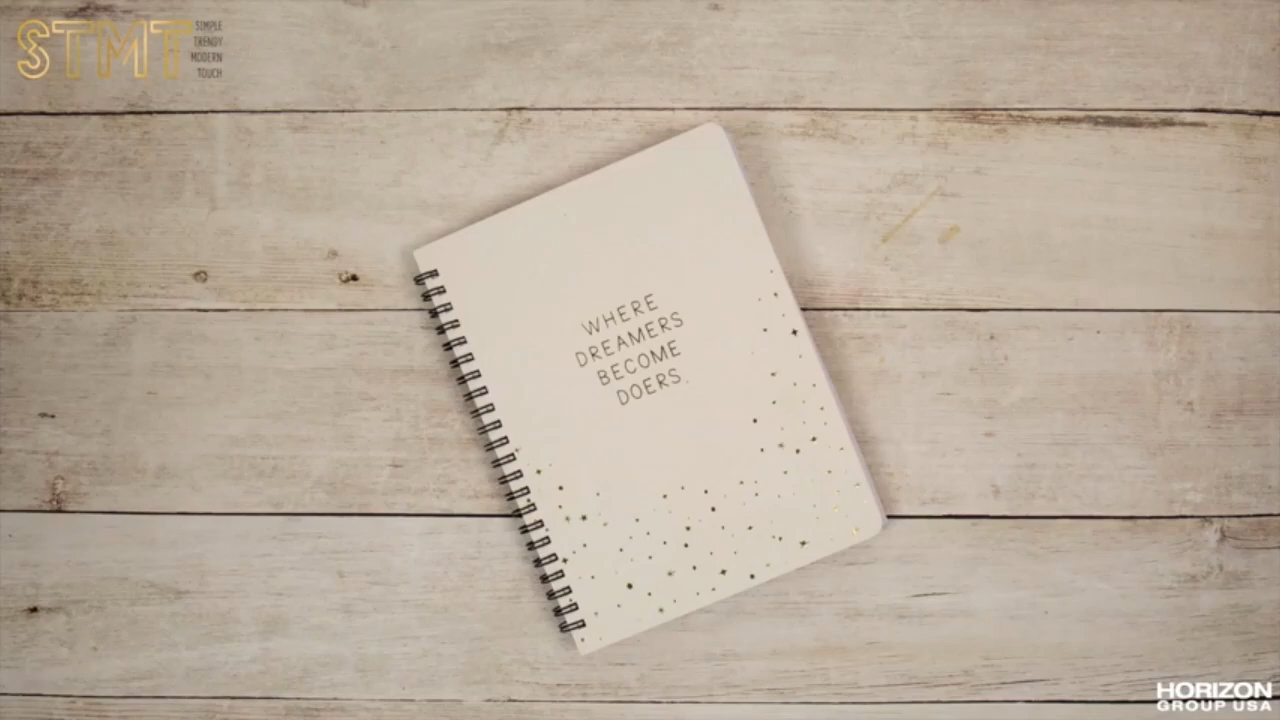 STMT
SIMPLE
TRENDY
MODERN
TOUCH
WHERE
DREAMERS
BECOME
DOERS.
HORIZON
GROUP USA